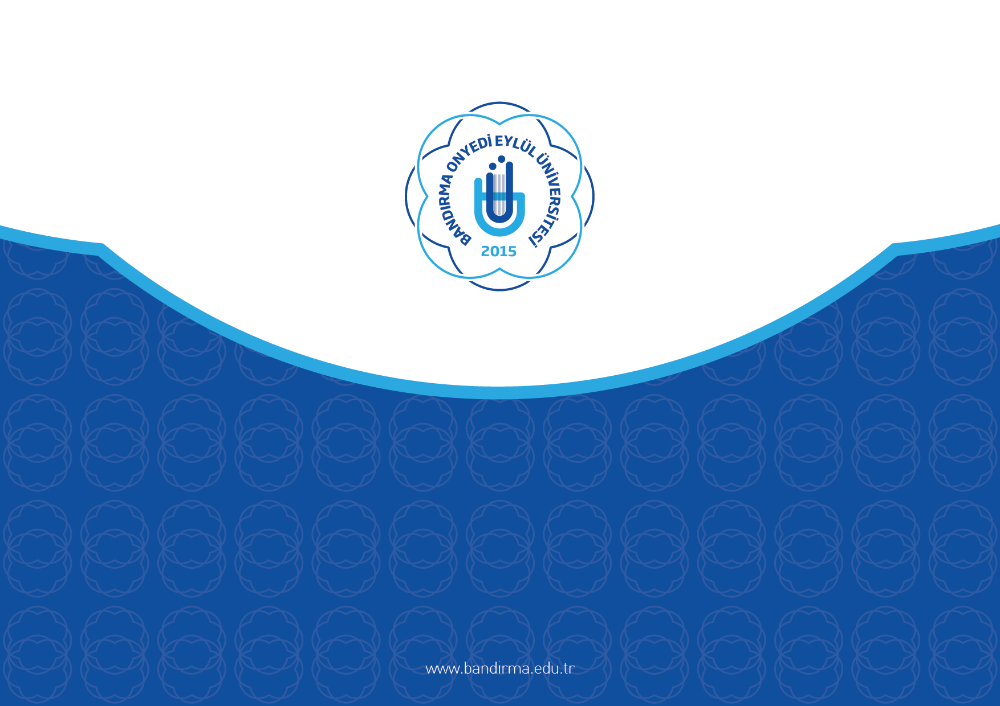 BANDIRMA ONYEDİ EYLÜL ÜNİVERSİTESİ
2015
www.bandirma.edu.tr